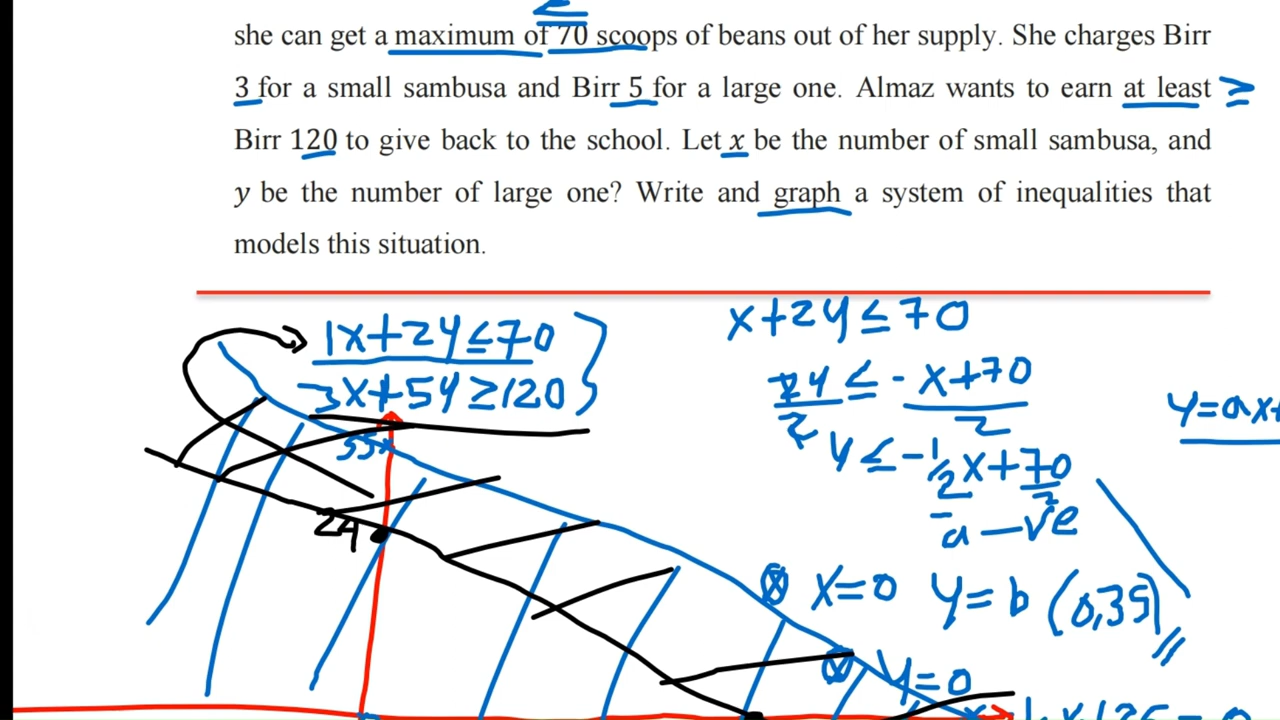 she can get a maximum of 70 scoops of beans out of her supply. She charges Birr
3 for a small sambusa and Birr 5 for a large one. Almaz wants to earn at least ≥
Birr 120 to give back to the school. Let x be the number of small sambusa, and
y be the number of large one? Write and graph a system of inequalities that
models this situation.
1x+2y≤70
3x+5y≥120
x+2y≤70
2y/2 ≤ -x+70/2
y=ax+
y≤-1/2x+70/2
a -ve
x=0 y=b (0,35)
y=0
24